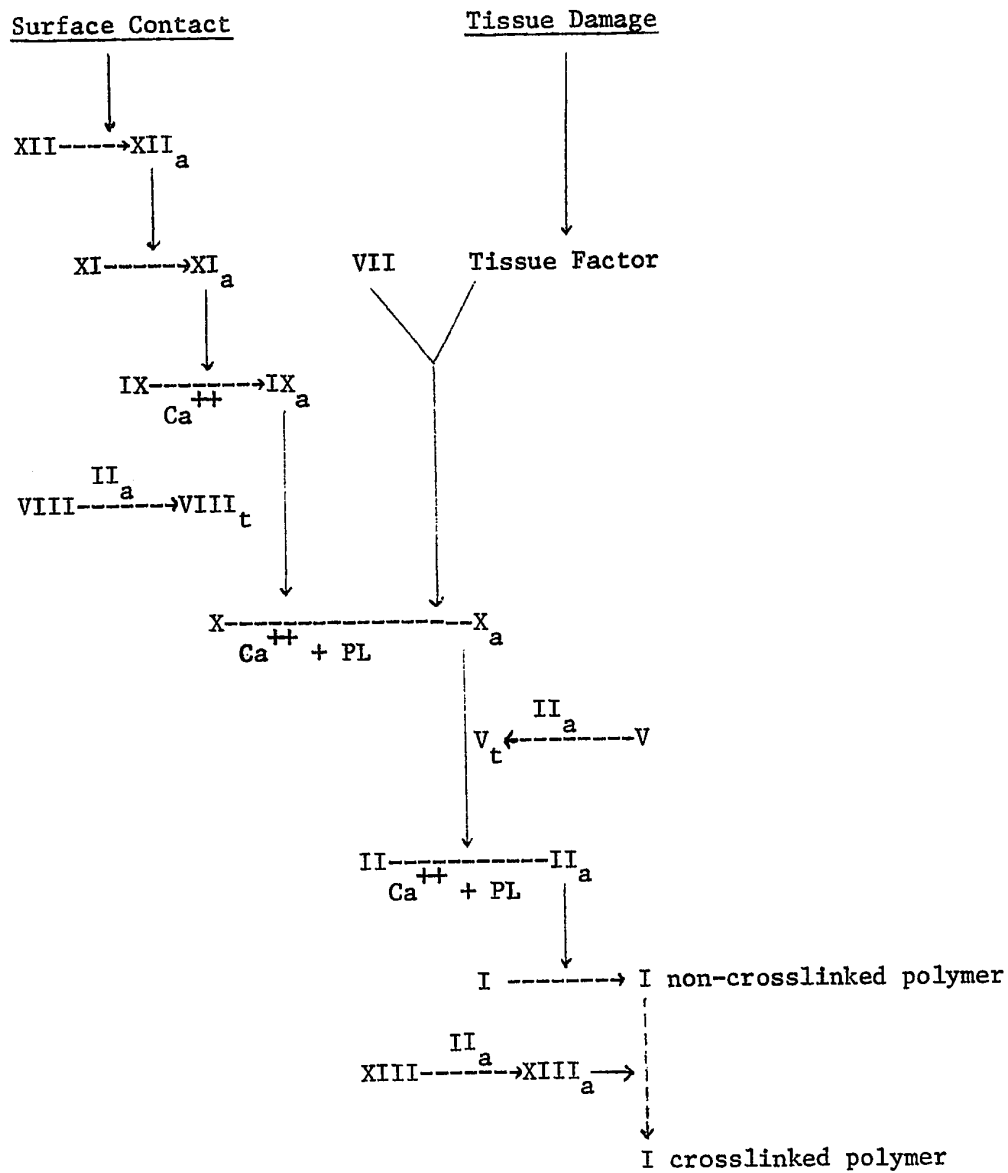 Surface Contact Tissue Damage
XII XIIa
XI XIa VII Tissue Factor
IX IXa
Ca++
IIa
VIII VIIIt
X Xa
Ca++ + PL
IIa
Vt V
II IIa
Ca++ + PL
I I non-crosslinked polymer
IIa
XIII XIIIa
I crosslinked polymer